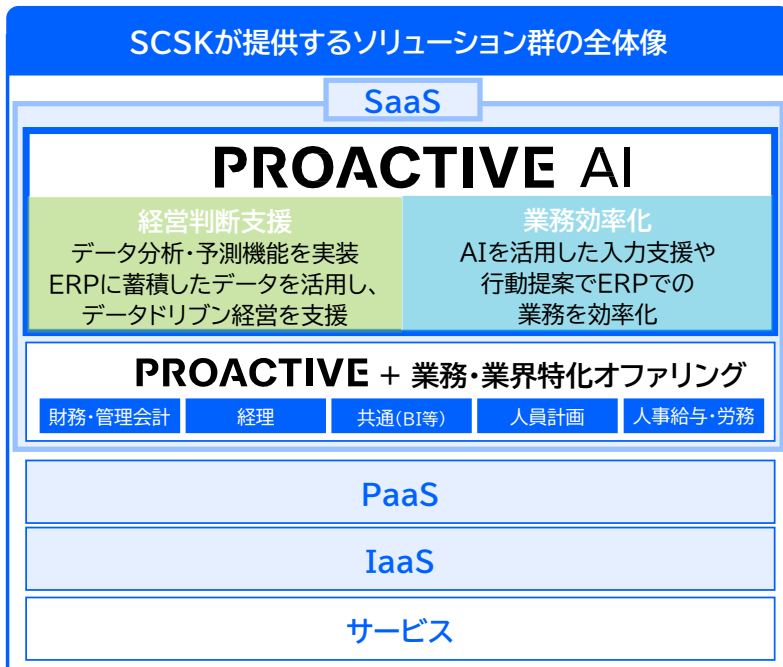 SCSKが提供するソリューション群の全体像
SaaS
PROACTIVE AI
経営判断支援
データ分析・予測機能を実装
ERPに蓄積したデータを活用し、
データドリブン経営を支援
業務効率化
AIを活用した入力支援や
行動提案でERPでの
業務を効率化
PROACTIVE + 業務・業界特化オファリング
財務・管理会計
経理
共通(BI等)
人員計画
人事給与・労務
PaaS
IaaS
サービス